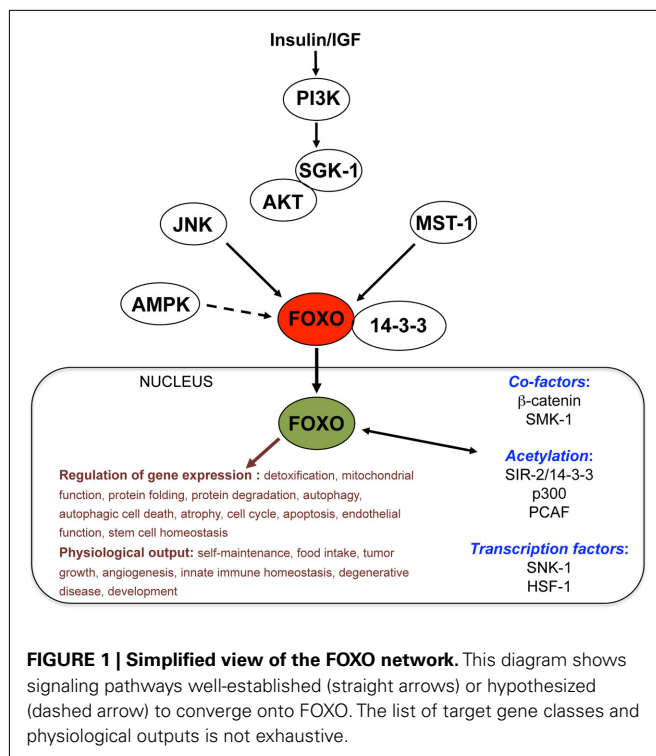 Insulin/IGF
PI3K
SGK-1
AKT
JNK
MST-1
AMPK
FOXO
14-3-3
NUCLEUS
FOXO
Co-factors:
β-catenin
SMK-1
Acetylation:
SIR-2/14-3-3
p300
PCAF
Transcription factors:
SNK-1
HSF-1
Regulation of gene expression : detoxification, mitochondrial
function, protein folding, protein degradation, autophagy,
autophagic cell death, atrophy, cell cycle, apoptosis, endothelial
function, stem cell homeostasis
Physiological output: self-maintenance, food intake, tumor
growth, angiogenesis, innate immune homeostasis, degenerative
disease, development
FIGURE 1 | Simplified view of the FOXO network. This diagram shows
signaling pathways well-established (straight arrows) or hypothesized
(dashed arrow) to converge onto FOXO. The list of target gene classes and
physiological outputs is not exhaustive.